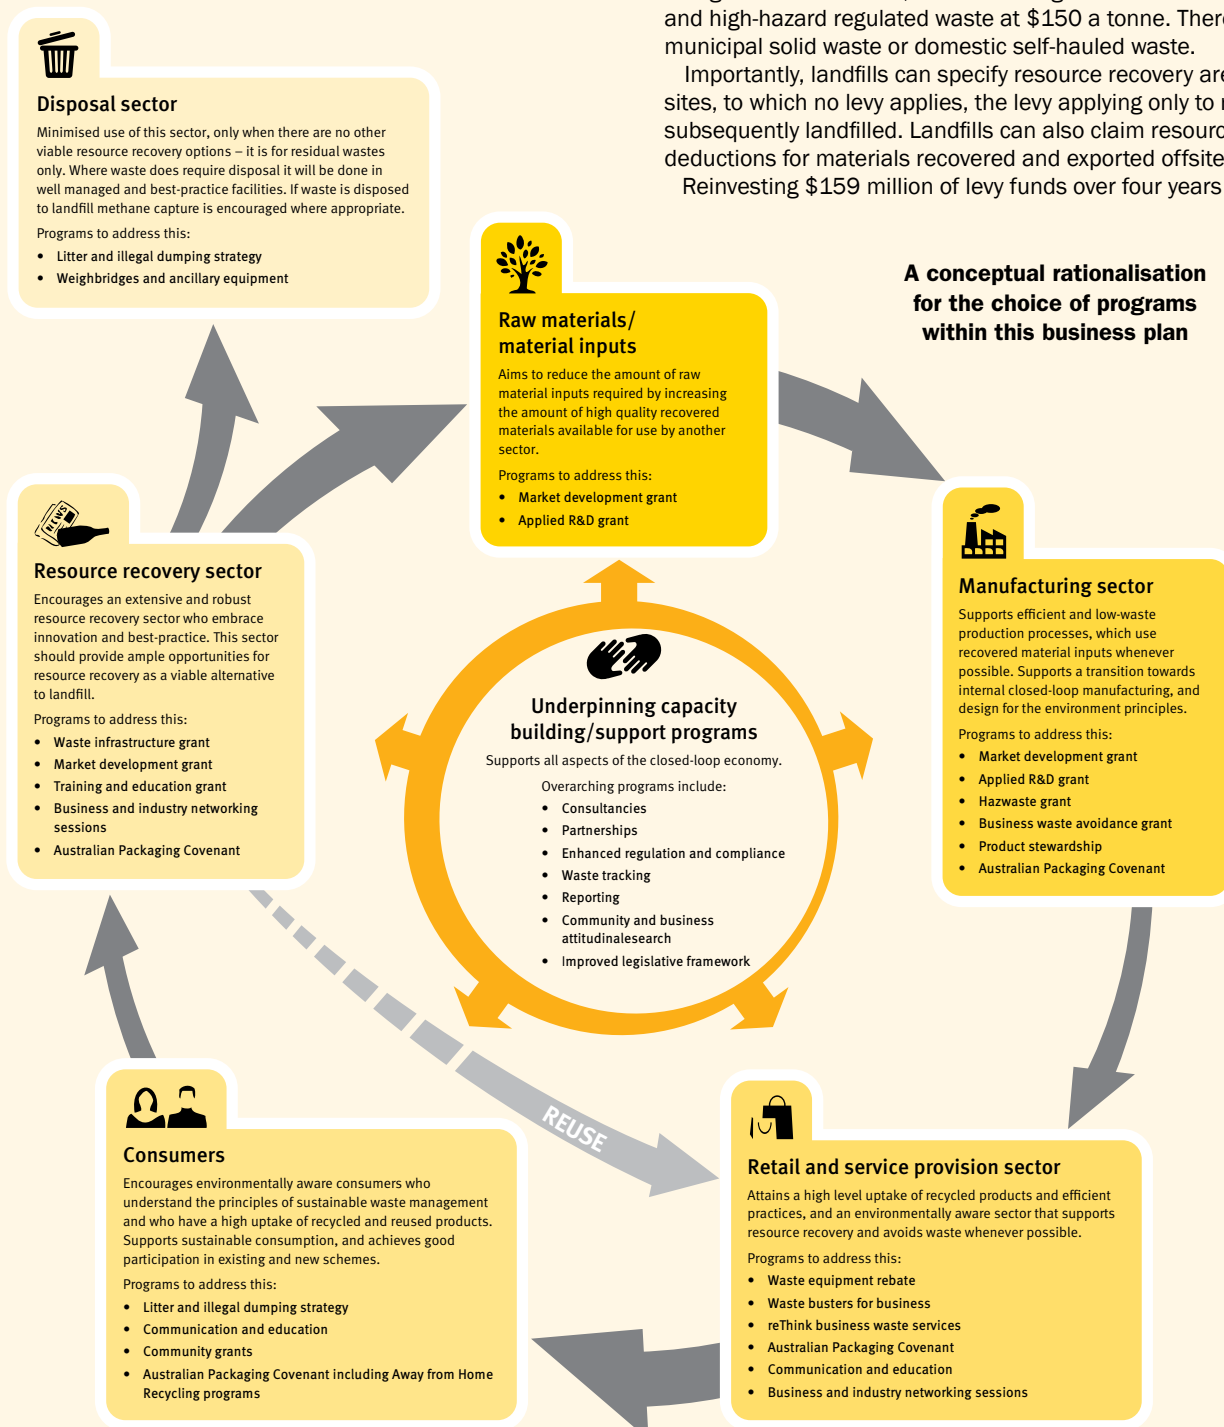 and high-hazard regulated waste at $150 a tonne. There
municipal solid waste or domestic self-hauled waste.
Importantly, landfills can specify resource recovery are
sites, to which no levy applies, the levy applying only to
subsequently landfilled. Landfills can also claim resourc
deductions for materials recovered and exported offsite
Reinvesting $159 million of levy funds over four years
A conceptual rationalisation
for the choice of programs
within this business plan
Disposal sector
Minimised use of this sector, only when there are no other
viable resource recovery options – it is for residual wastes
only. Where waste does require disposal it will be done in
well managed and best-practice facilities. If waste is disposed
to landfill methane capture is encouraged where appropriate.
Programs to address this:
• Litter and illegal dumping strategy
• Weighbridges and ancillary equipment
Raw materials/
material inputs
Aims to reduce the amount of raw
material inputs required by increasing
the amount of high quality recovered
materials available for use by another
sector.
Programs to address this:
• Market development grant
• Applied R&D grant
NEWS
Resource recovery sector
Encourages an extensive and robust
resource recovery sector who embrace
innovation and best-practice. This sector
should provide ample opportunities for
resource recovery as a viable alternative
to landfill.
Programs to address this:
• Waste infrastructure grant
• Market development grant
• Training and education grant
• Business and industry networking
sessions
• Australian Packaging Covenant
Manufacturing sector
Supports efficient and low-waste
production processes, which use
recovered material inputs whenever
possible. Supports a transition towards
internal closed-loop manufacturing, and
design for the environment principles.
Programs to address this:
• Market development grant
• Applied R&D grant
• Hazwaste grant
• Business waste avoidance grant
• Product stewardship
• Australian Packaging Covenant
Underpinning capacity
building/support programs
Supports all aspects of the closed-loop economy.
Overarching programs include:
• Consultancies
• Partnerships
• Enhanced regulation and compliance
• Waste tracking
• Reporting
• Community and business
attitudinalesearch
• Improved legislative framework
REUSE
Consumers
Encourages environmentally aware consumers who
understand the principles of sustainable waste management
and who have a high uptake of recycled and reused products.
Supports sustainable consumption, and achieves good
participation in existing and new schemes.
Programs to address this:
• Litter and illegal dumping strategy
• Communication and education
• Community grants
• Australian Packaging Covenant including Away from Home
Recycling programs
Retail and service provision sector
Attains a high level uptake of recycled products and efficient
practices, and an environmentally aware sector that supports
resource recovery and avoids waste whenever possible.
Programs to address this:
• Waste equipment rebate
• Waste busters for business
• reThink business waste services
• Australian Packaging Covenant
• Communication and education
• Business and industry networking sessions